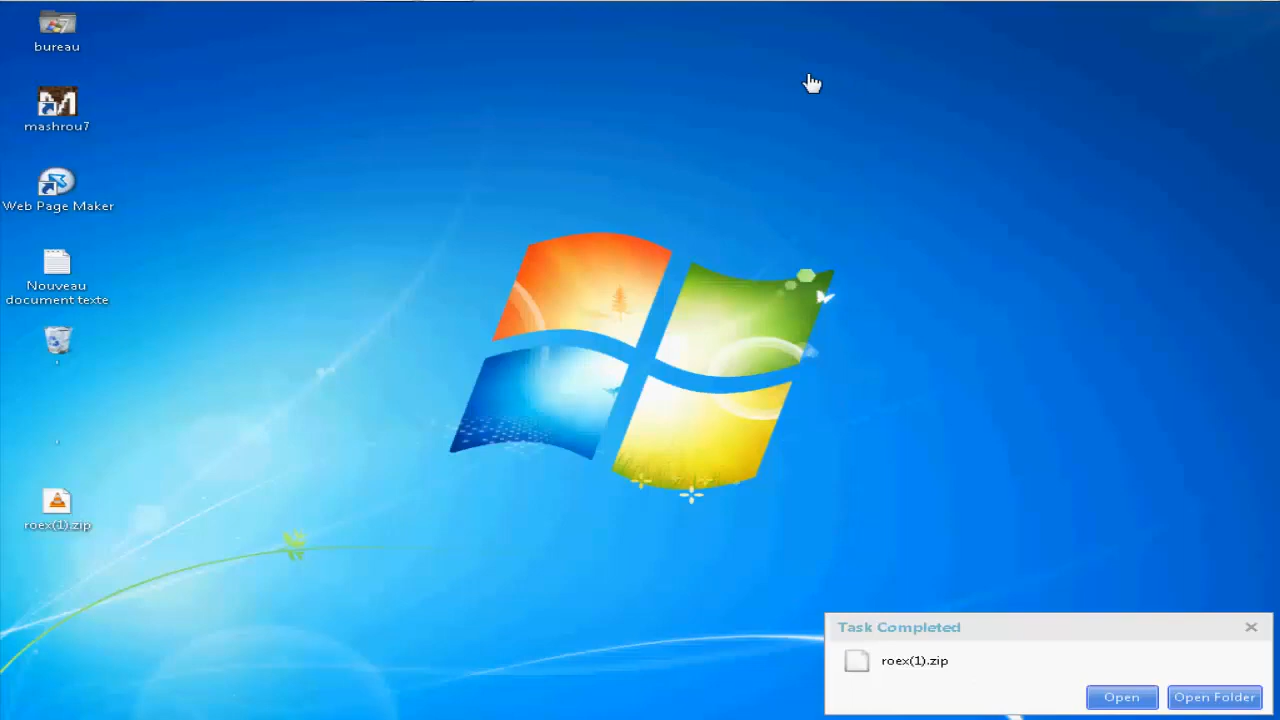 bureau
mashrou7
Web Page Maker
Nouveau
document texte
roex(1).zip
Task Completed
roex(1).zip
Open
Open Folder